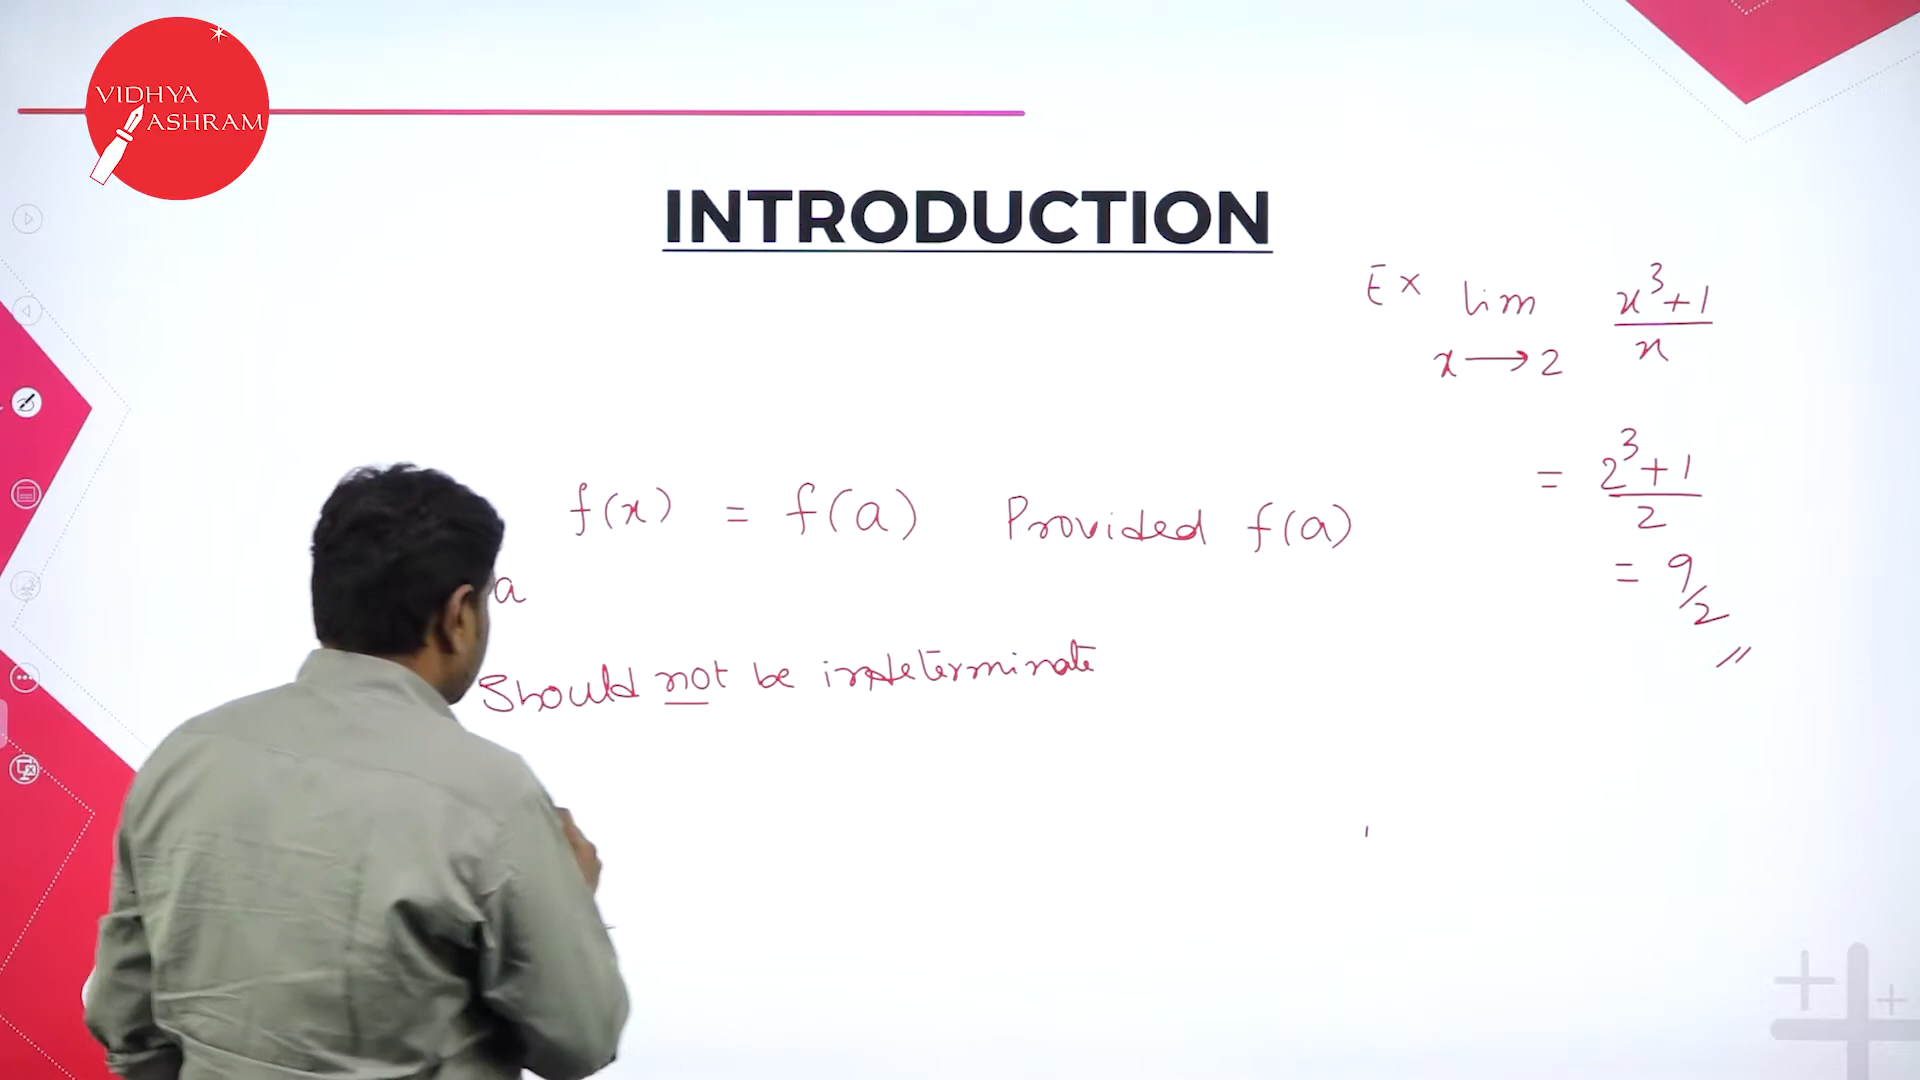 VIDHYA
ASHRAM
INTRODUCTION
Ex lim x³+1
x
x → 2
= 2³+1
2
f(x) = f(a) Provided f(a)
a
= 9/2
Should not be indeterminate